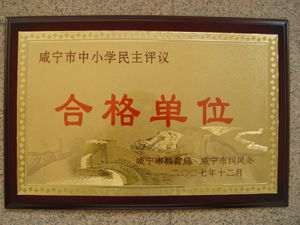 咸宁市中小学民主评议
合格单位
咸宁市教育局 咸宁市纠风办
二〇〇七年十二月